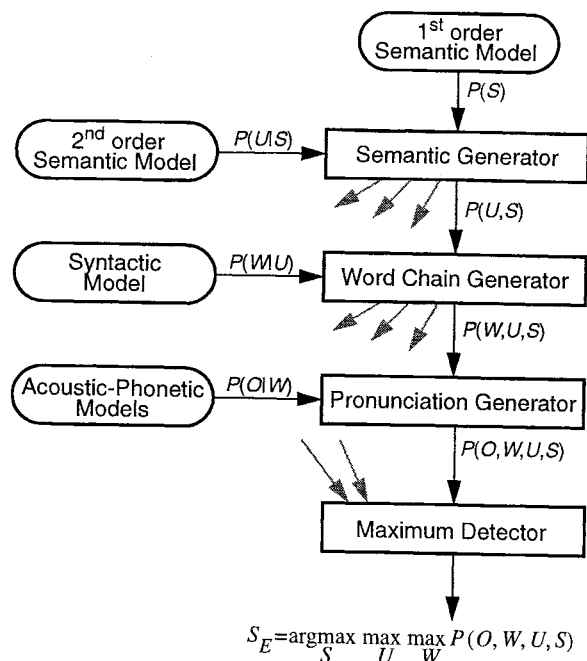 1st order
Semantic Model
P(S)
2nd order
Semantic Model
P(U|S)
Semantic Generator
P(U,S)
Syntactic
Model
P(W|U)
Word Chain Generator
P(W,U,S)
Acoustic-Phonetic
Models
P(O|W)
Pronunciation Generator
P(O,W,U,S)
Maximum Detector
S_E=argmax max max P(O, W, U, S)
S U W